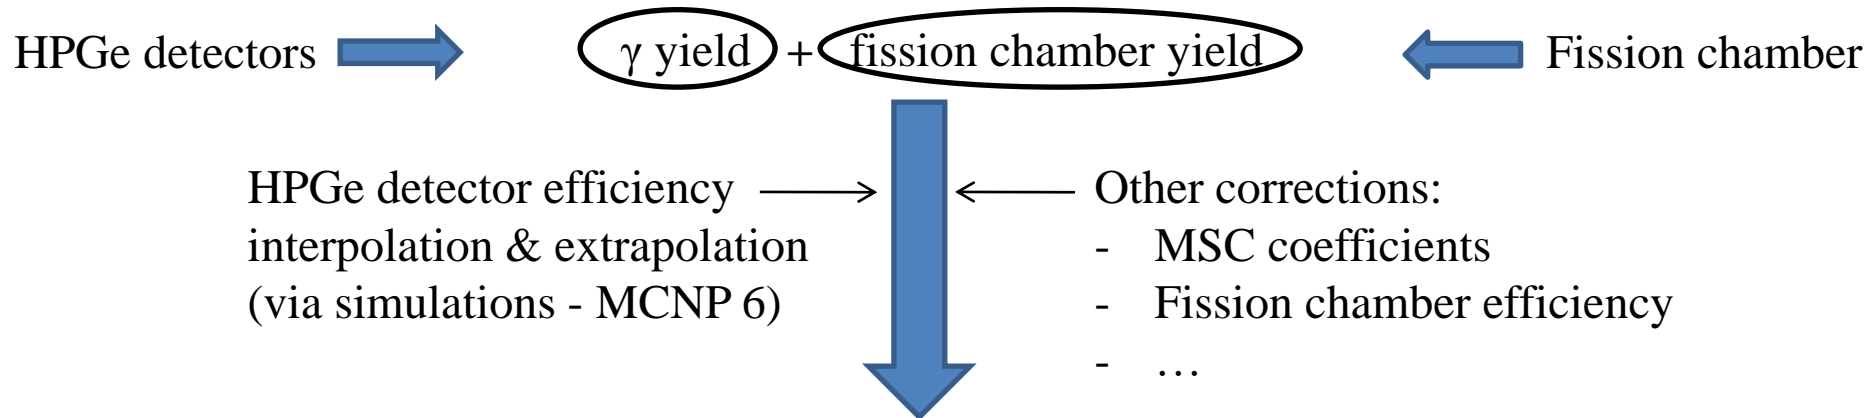 HPGe detectors γ yield + fission chamber yield Fission chamber
HPGe detector efficiency
interpolation & extrapolation
(via simulations - MCNP 6)
Other corrections:
- MSC coefficients
- Fission chamber efficiency
- …